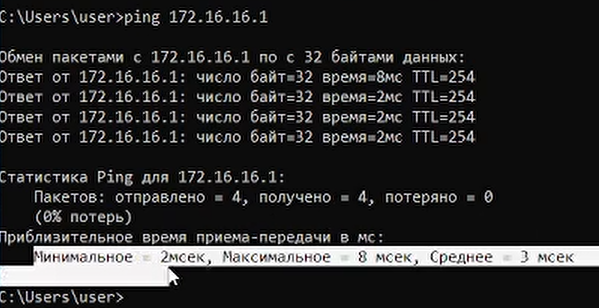 C:\Users\user>ping 172.16.16.1
Обмен пакетами с 172.16.16.1 по с 32 байтами данных:
Ответ от 172.16.16.1: число байт=32 время=8мс TTL=254
Ответ от 172.16.16.1: число байт=32 время=2мс TTL=254
Ответ от 172.16.16.1: число байт=32 время=2мс TTL=254
Ответ от 172.16.16.1: число байт=32 время=2мс TTL=254
Статистика Ping для 172.16.16.1:
Пакетов: отправлено = 4, получено = 4, потеряно = 0
(0% потерь)
Приблизительное время приема-передачи в мс:
Минимальное = 2мсек, Максимальное = 8 мсек, Среднее = 3 мсек
C:\Users\user>